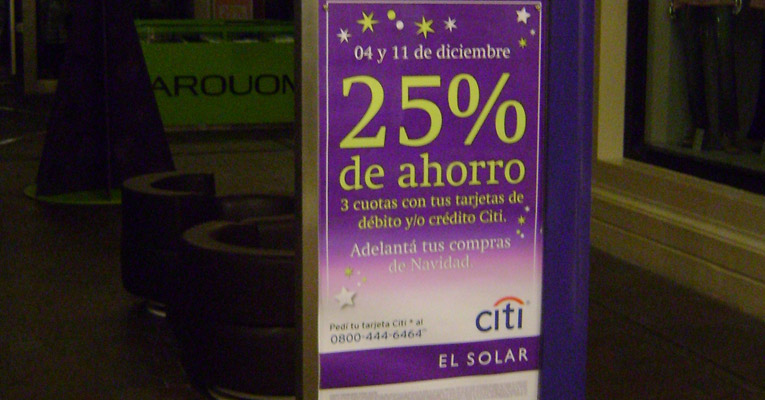 04 y 11 de diciembre
25%
de ahorro
3 cuotas con tus tarjetas de
débito y/o crédito Citi.
Adelantá tus compras
de Navidad.
Pedí tu tarjeta Citi * al
0800-444-6464
citi
EL SOLAR
AROUOM